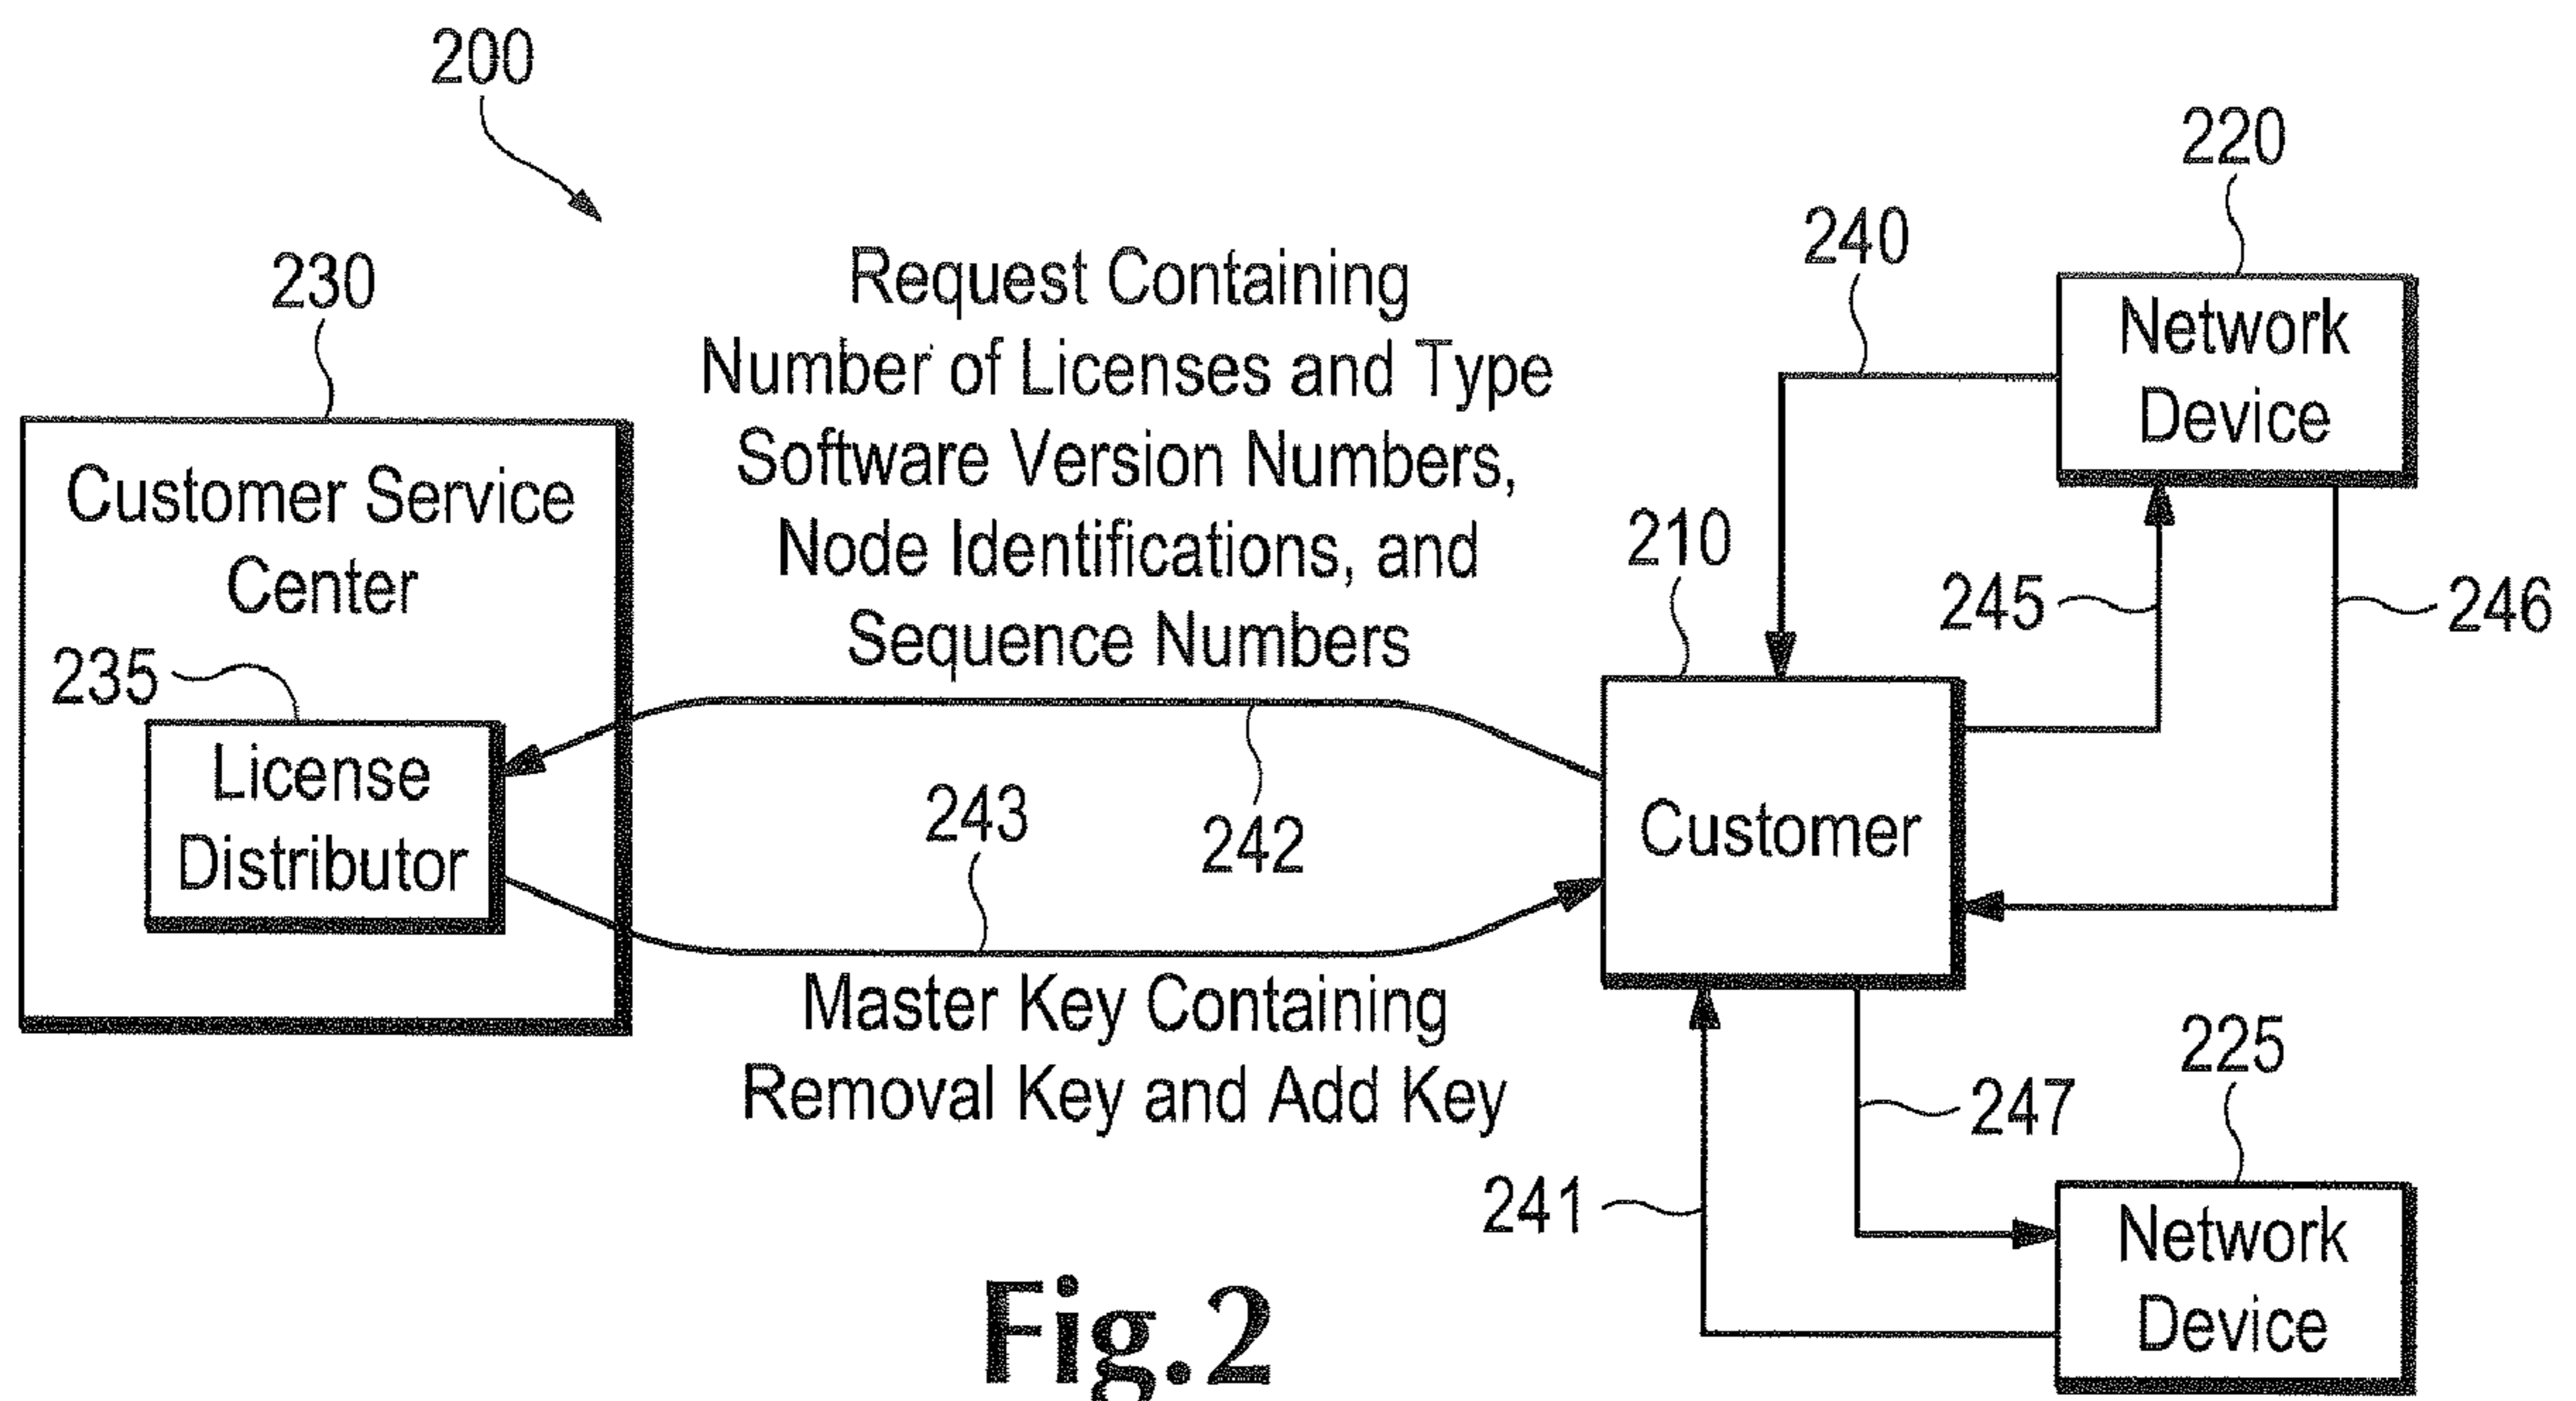 200
220
240
230
Request Containing
Number of Licenses and Type
Software Version Numbers,
Node Identifications, and
Sequence Numbers
Network
Device
Customer Service
Center
210
245
246
235
License
Distributor
243
242
Customer
Master Key Containing
Removal Key and Add Key
225
247
241
Network
Device
Fig.2